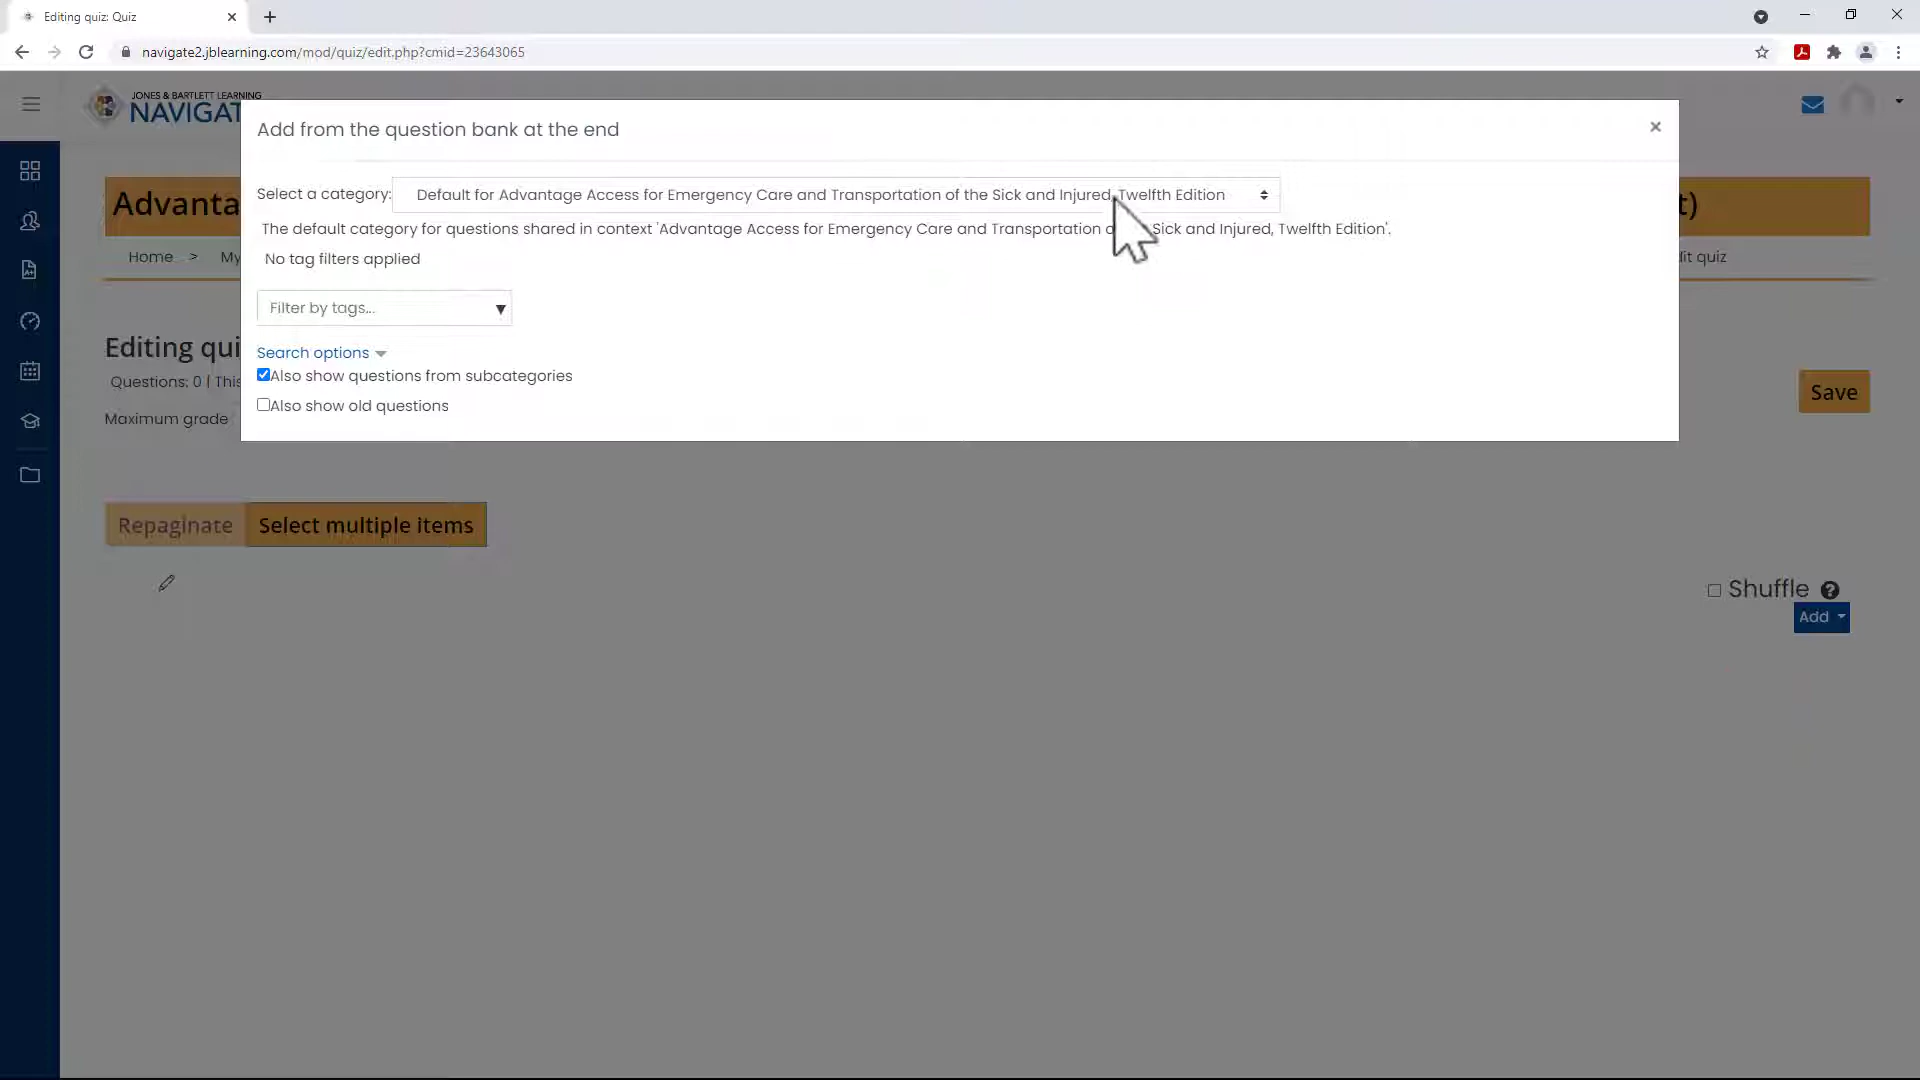 Editing quiz: Quiz
navigate2.jblearning.com/mod/quiz/edit.php?cmid=23643065
JONES & BARTLETT LEARNING
NAVIGAT
Add from the question bank at the end
Select a category: Default for Advantage Access for Emergency Care and Transportation of the Sick and Injured, Twelfth Edition
The default category for questions shared in context 'Advantage Access for Emergency Care and Transportation Sick and Injured, Twelfth Edition'.
No tag filters applied
Filter by tags...
Search options
Also show questions from subcategories
Also show old questions
Advanta t)
Home > My dit quiz
Editing qui
Questions: 0 | This
Maximum grade
Save
Repaginate Select multiple items
Shuffle
Add